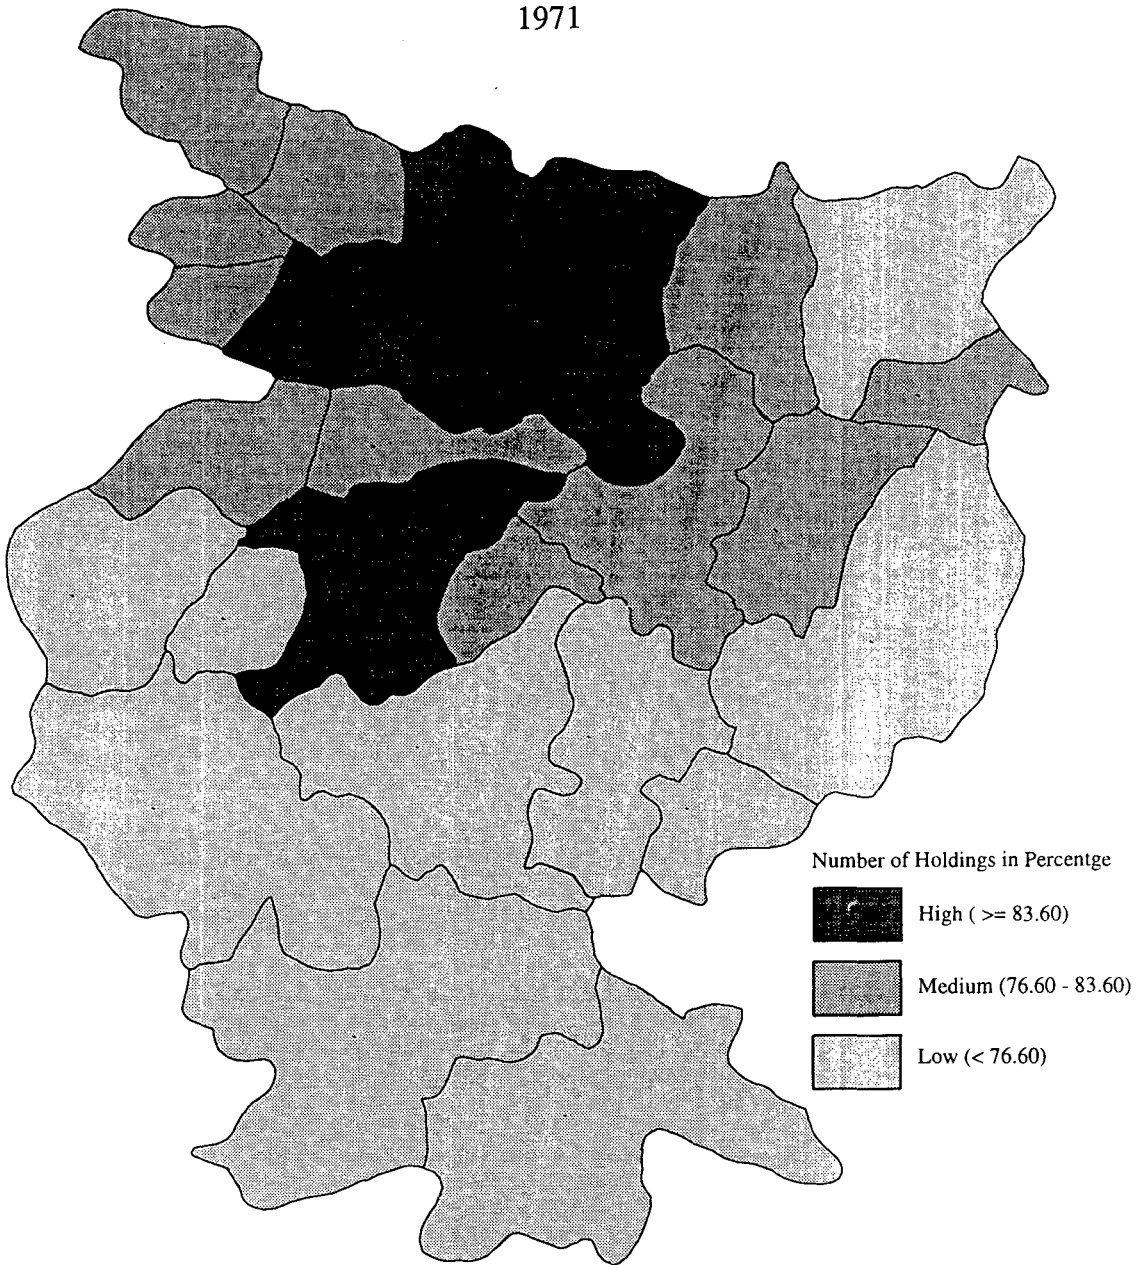 1971
Number of Holdings in Percentge
High ( >= 83.60)
Medium (76.60 - 83.60)
Low (< 76.60)